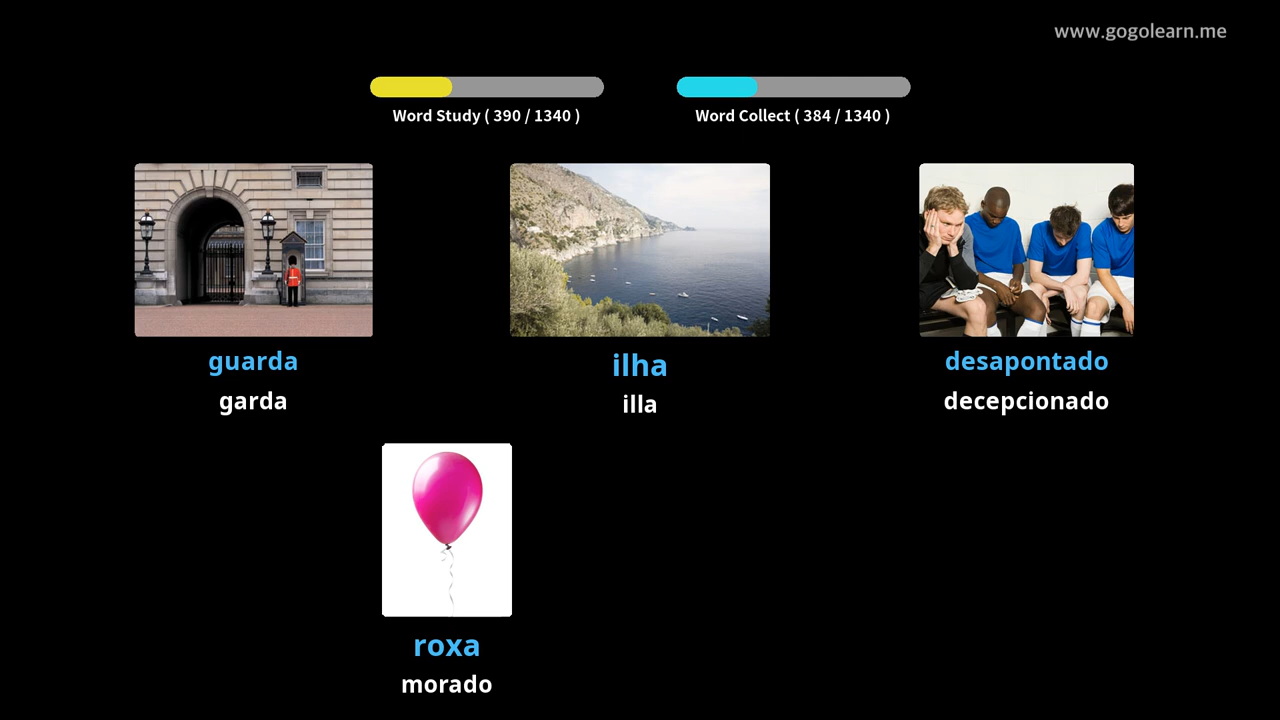 www.gogolearn.me
Word Study ( 390 / 1340 )
Word Collect ( 384 / 1340 )
guarda
garda
ilha
illa
desapontado
decepcionado
roxa
morado